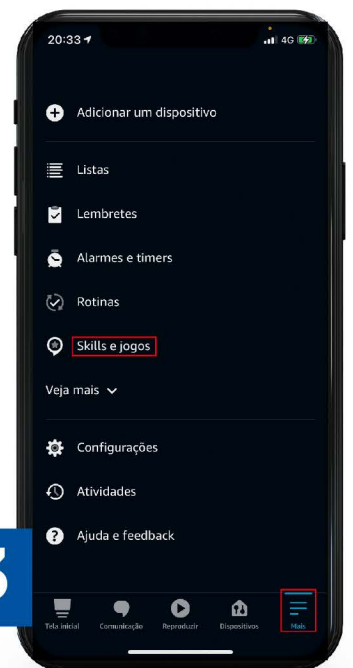 20:33
4G
Adicionar um dispositivo
Listas
Lembretes
Alarmes e timers
Rotinas
Skills e jogos
Veja mais
Configurações
Atividades
Ajuda e feedback
3
Tela inicial Comunicação Reproduzir Dispositivos Mais